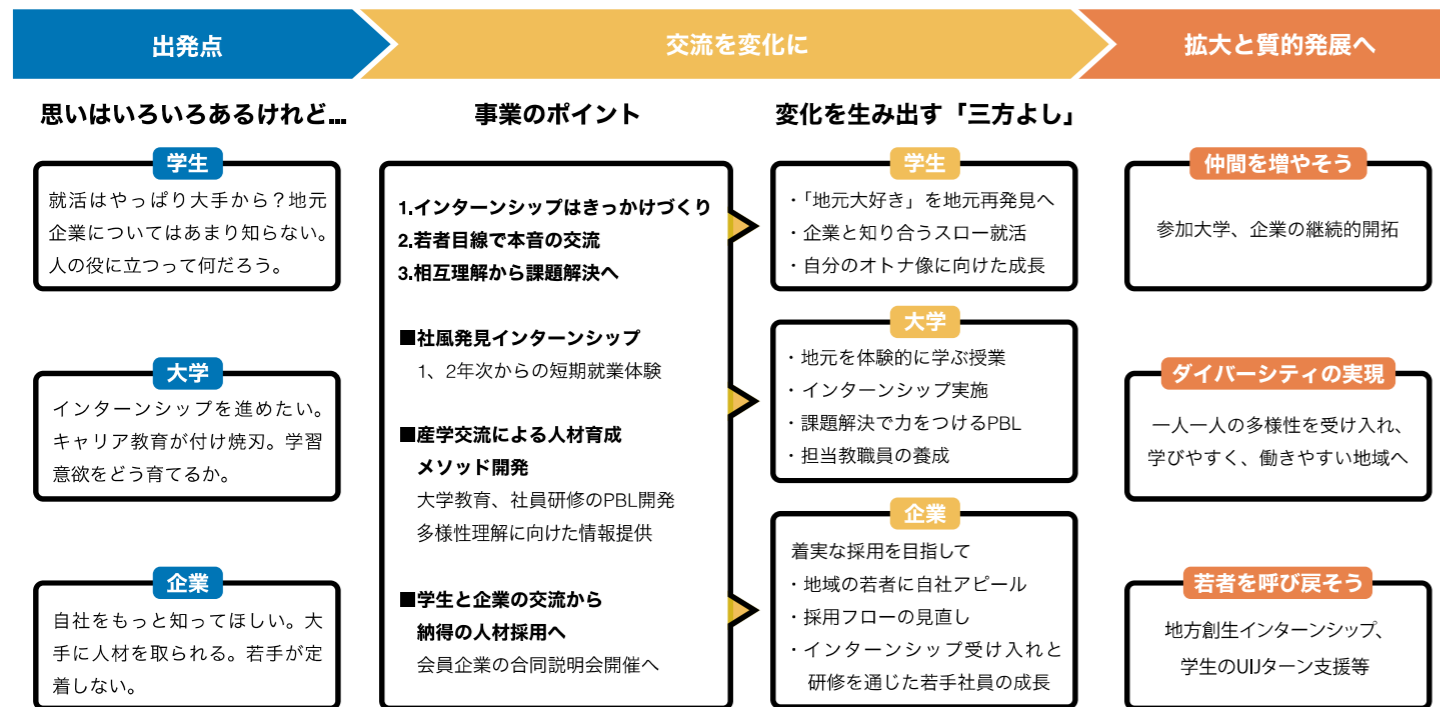 出発点
交流を変化に
拡大と質的発展へ
思いはいろいろあるけれど...
学生
就活はやっぱり大手から？地元
企業についてはあまり知らない。
人の役に立つって何だろう。
大学
インターンシップを進めたい。
キャリア教育が付け焼刃。学習
意欲をどう育てるか。
企業
自社をもっと知ってほしい。大
手に人材を取られる。若手が定
着しない。
事業のポイント
1.インターンシップはきっかけづくり
2.若者目線で本音の交流
3.相互理解から課題解決へ
■社風発見インターンシップ
1、2年次からの短期就業体験
■産学交流による人材育成
メソッド開発
大学教育、社員研修のPBL開発
多様性理解に向けた情報提供
■学生と企業の交流から
納得の人材採用へ
会員企業の合同説明会開催へ
変化を生み出す「三方よし」
学生
・「地元大好き」を地元再発見へ
・企業と知り合うスロー就活
・自分のオトナ像に向けた成長
大学
・地元を体験的に学ぶ授業
・インターンシップ実施
・課題解決で力をつけるPBL
・担当教職員の養成
企業
着実な採用を目指して
・地域の若者に自社アピール
・採用フローの見直し
・インターンシップ受け入れと
研修を通じた若手社員の成長
仲間を増やそう
参加大学、企業の継続的開拓
ダイバーシティの実現
一人一人の多様性を受け入れ、
学びやすく、働きやすい地域へ
若者を呼び戻そう
地方創生インターンシップ、
学生のUIJターン支援等